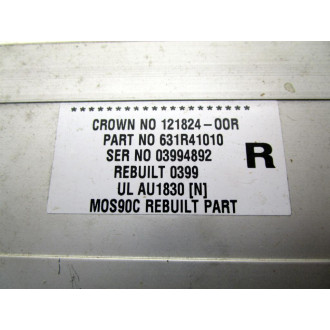 ********************
CROWN NO 121824-00R
PART NO 631R41010
SER NO 03994892
REBUILT 0399
UL AU1830 [N]
MOS90C REBUILT PART
R